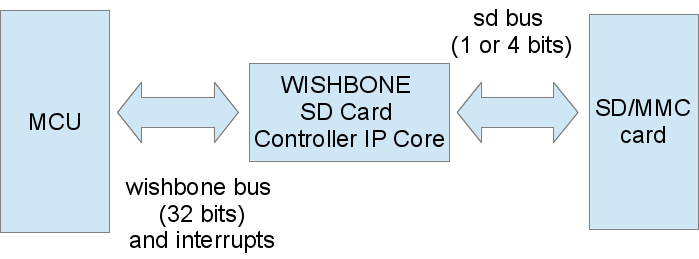 MCU
wishbone bus
(32 bits)
and interrupts
WISHBONE
SD Card
Controller IP Core
sd bus
(1 or 4 bits)
SD/MMC
card